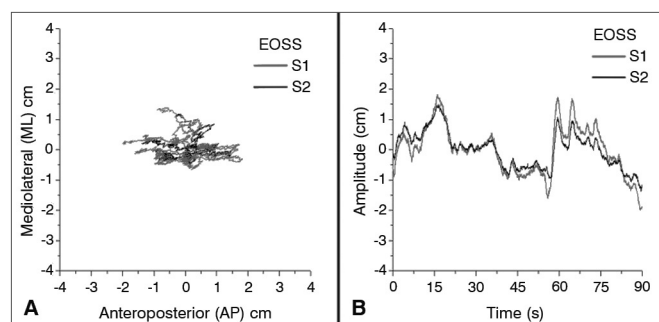 4
3
2
1
0
-1
-2
-3
-4
Mediolateral (ML) cm
EOSS
S1
S2
-4 -3 -2 -1 0 1 2 3 4
A
Anteroposterior (AP) cm
4
3
2
1
0
-1
-2
-3
-4
Amplitude (cm)
EOSS
S1
S2
0 15 30 45 60 75 90
B
Time (s)